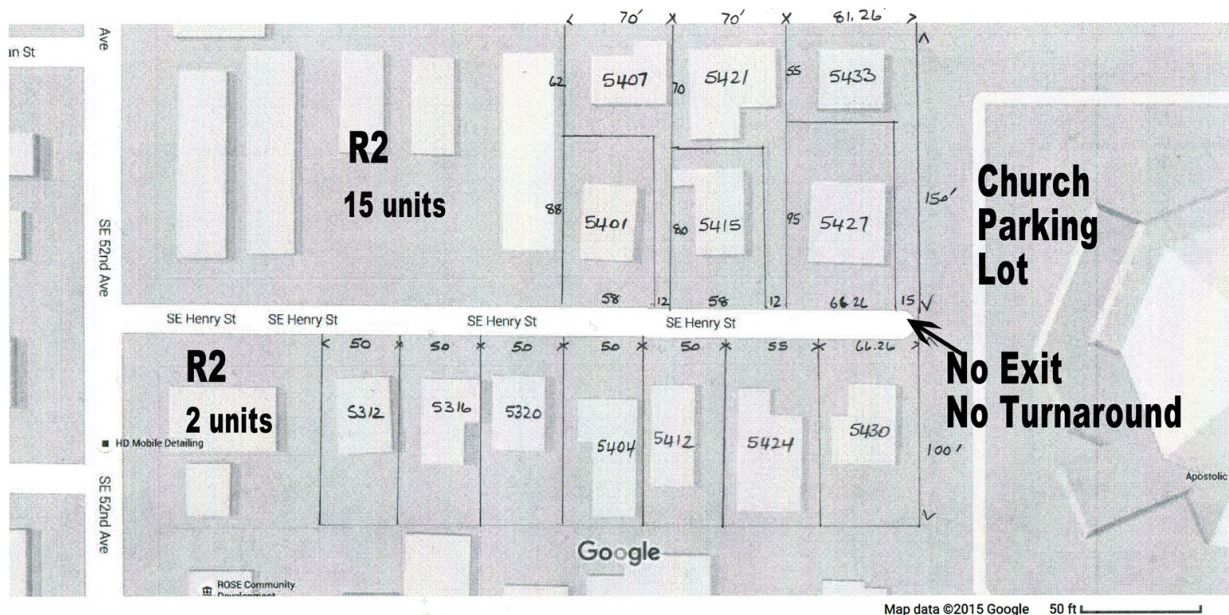 70' 70' 81.26
Ave
an St
5407 5421 5433
62 70 55
R2
15 units
Church
Parking
Lot
150'
SE 52nd Ave
88 5401 80 5415 95 5427
58 12 58 12 66.26 15
SE Henry St SE Henry St SE Henry St SE Henry St
50 50 50 50 50 55 66.26
No Exit
No Turnaround
R2
2 units
5312 5316 5320 5404 5412 5424 5430
HD Mobile Detailing
100'
SE 52nd Ave
Apostolic
Google
ROSE Community
Development
Map data ©2015 Google 50 ft